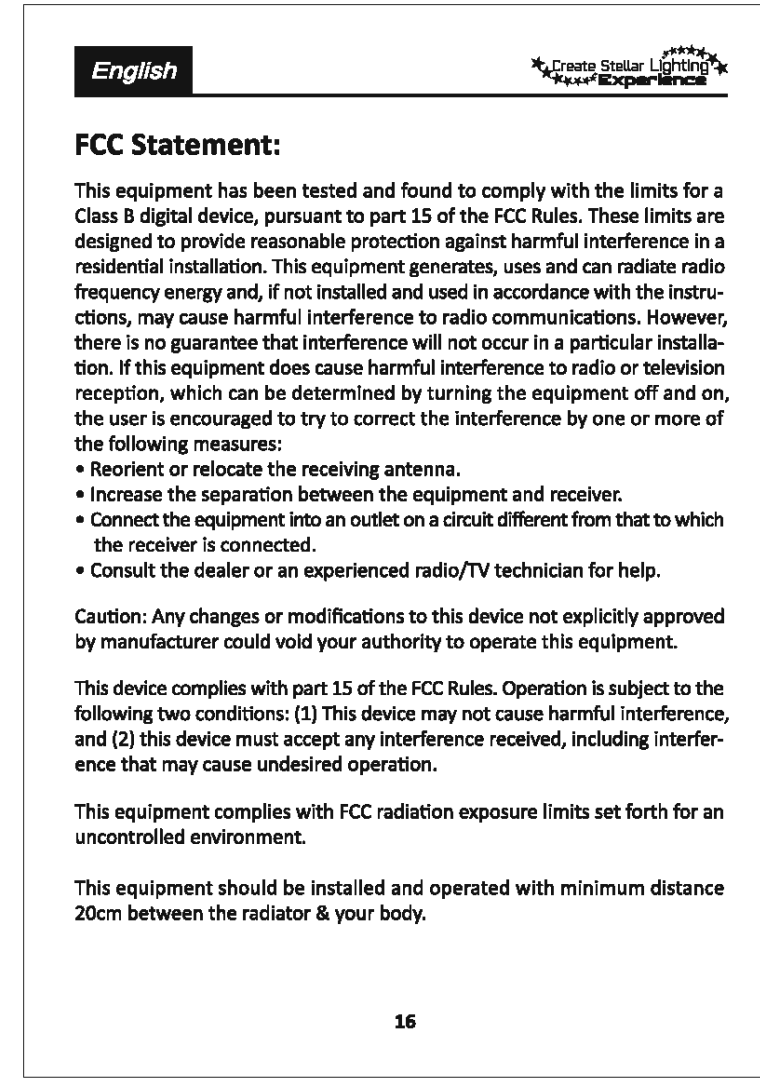 English
Create Stellar Lighting
Experience
FCC Statement:
This equipment has been tested and found to comply with the limits for a
Class B digital device, pursuant to part 15 of the FCC Rules. These limits are
designed to provide reasonable protection against harmful interference in a
residential installation. This equipment generates, uses and can radiate radio
frequency energy and, if not installed and used in accordance with the instru-
ctions, may cause harmful interference to radio communications. However,
there is no guarantee that interference will not occur in a particular installa-
tion. If this equipment does cause harmful interference to radio or television
reception, which can be determined by turning the equipment off and on,
the user is encouraged to try to correct the interference by one or more of
the following measures:
• Reorient or relocate the receiving antenna.
• Increase the separation between the equipment and receiver.
• Connect the equipment into an outlet on a circuit different from that to which
the receiver is connected.
• Consult the dealer or an experienced radio/TV technician for help.
Caution: Any changes or modifications to this device not explicitly approved
by manufacturer could void your authority to operate this equipment.
This device complies with part 15 of the FCC Rules. Operation is subject to the
following two conditions: (1) This device may not cause harmful interference,
and (2) this device must accept any interference received, including interfer-
ence that may cause undesired operation.
This equipment complies with FCC radiation exposure limits set forth for an
uncontrolled environment.
This equipment should be installed and operated with minimum distance
20cm between the radiator & your body.
16